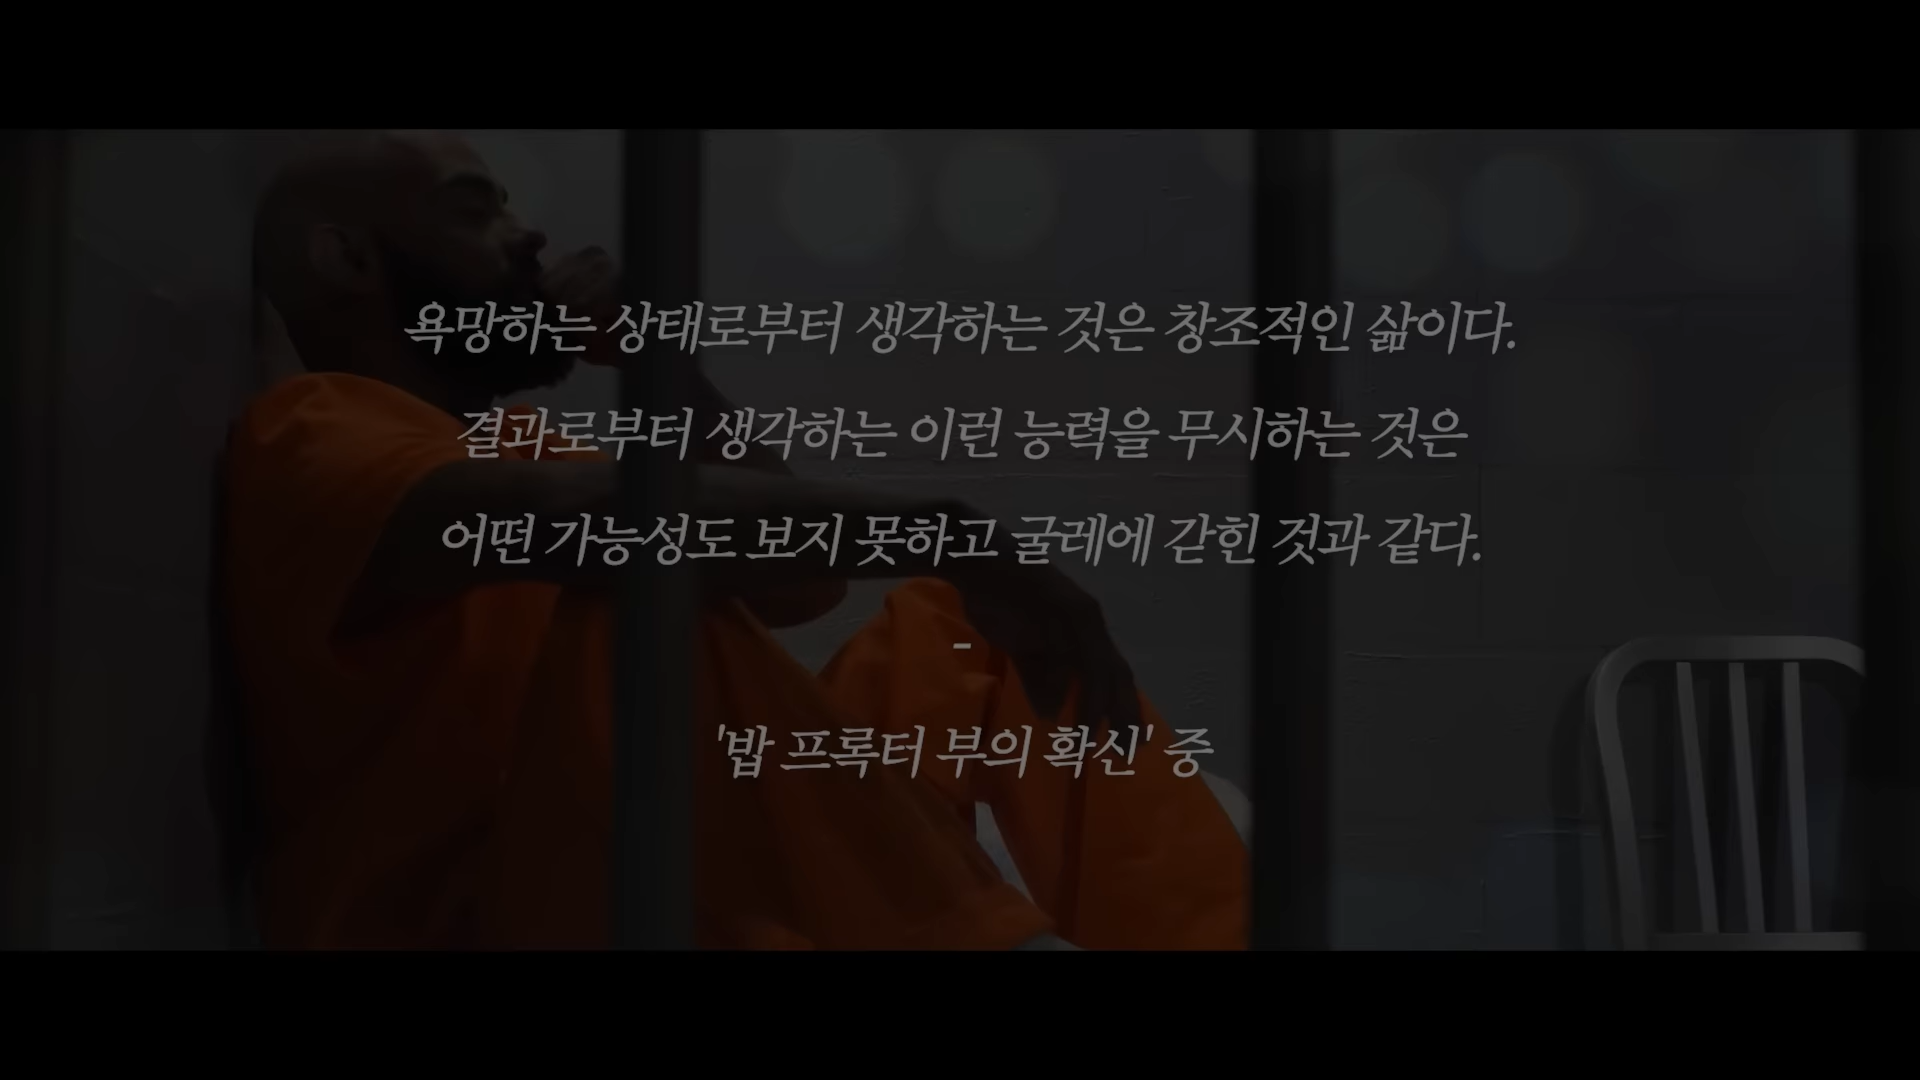 욕망하는 상태로부터 생각하는 것은 창조적인 삶이다.
결과로부터 생각하는 이런 능력을 무시하는 것은
어떤 가능성도 보지 못하고 굴레에 갇힌 것과 같다.
-
'밥 프록터 부의 확신' 중